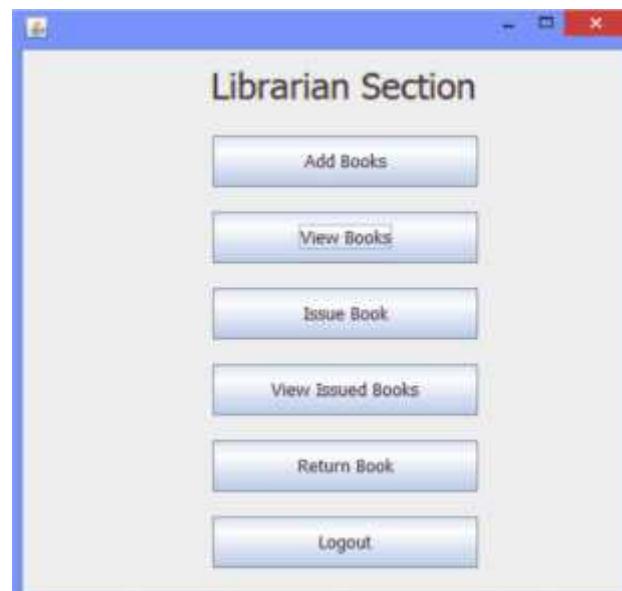 Librarian Section
Add Books
View Books
Issue Book
View Issued Books
Return Book
Logout